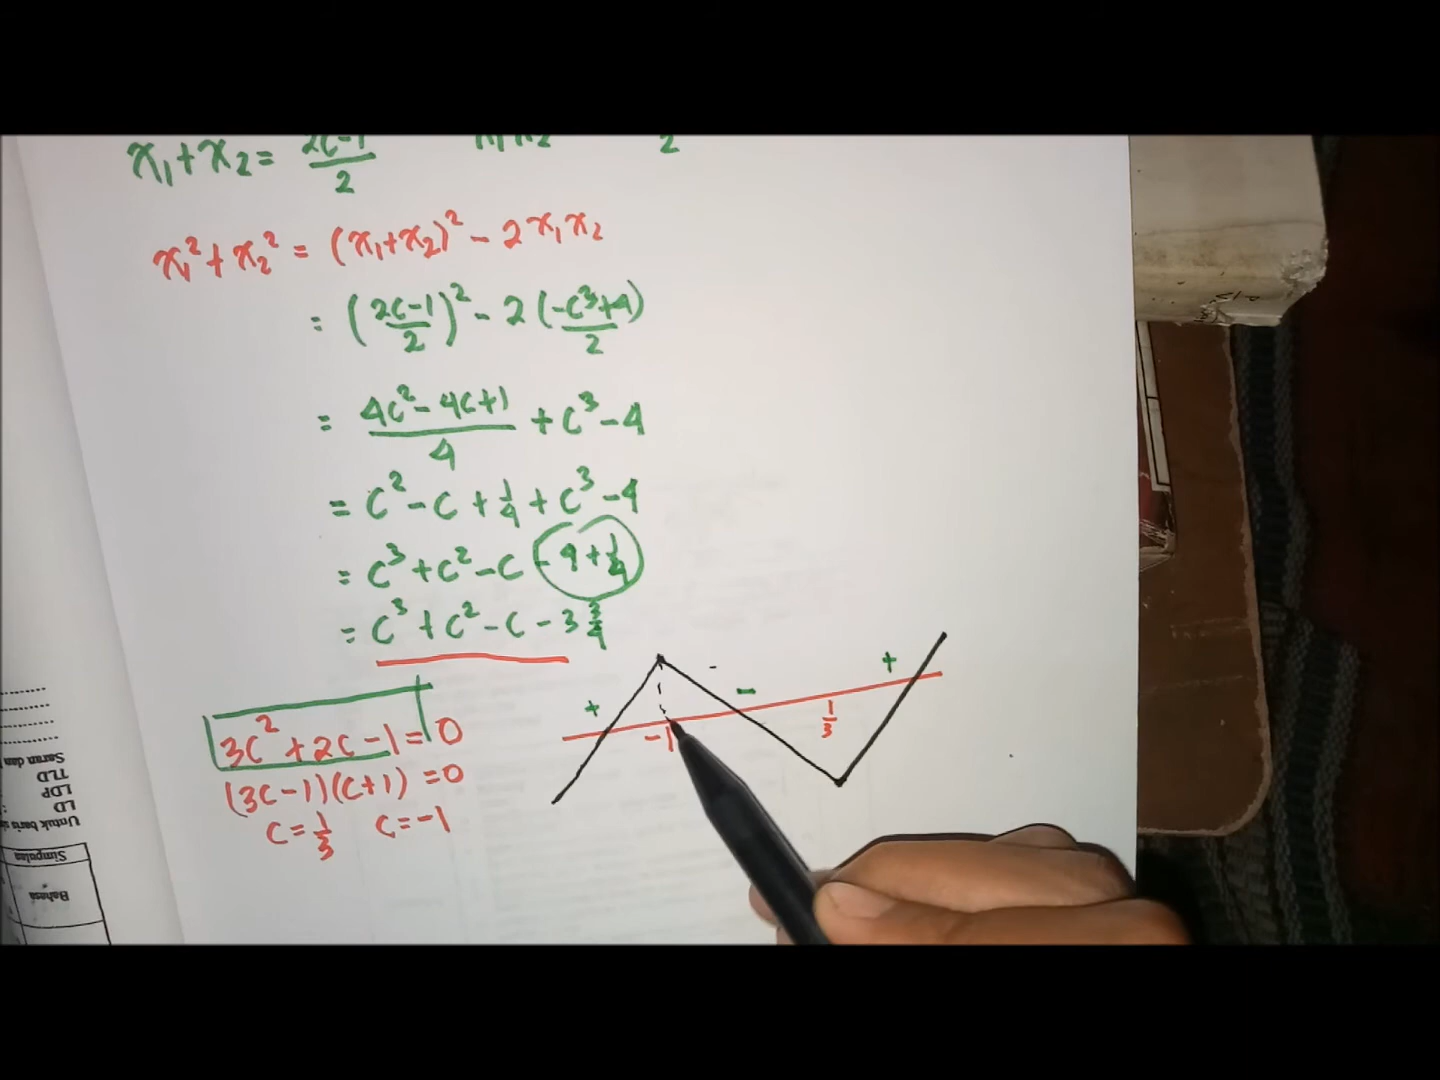 x₁+x₂ = (2c-1)/2 x₁x₂ 2
x₁²+x₂² = (x₁+x₂)² - 2x₁x₂
= ((2c-1)/2)² - 2((-c³+4)/2)
= (4c²-4c+1)/4 + c³-4
= c²-c+1/4+c³-4
= c³+c²-c-4+1/4
= c³+c²-c-3 3/4
3c²+2c-1=0
(3c-1)(c+1)=0
c=1/3 c=-1
+ - - +
-1 1/3
Saran dan
TLD
LDP
LD :
Untuk baris
Simpulan
Bahasa